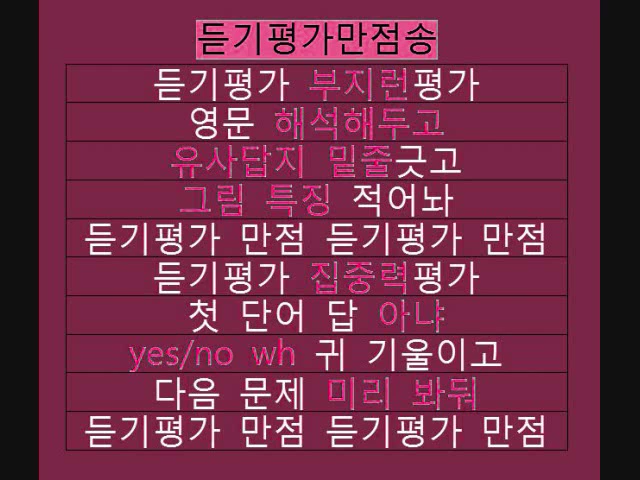 듣기평가만점송
듣기평가 부지런평가
영문 해석해두고
유사답지 밑줄긋고
그림 특징 적어놔
듣기평가 만점 듣기평가 만점
듣기평가 집중력평가
첫 단어 답 아냐
yes/no wh 귀 기울이고
다음 문제 미리 봐둬
듣기평가 만점 듣기평가 만점